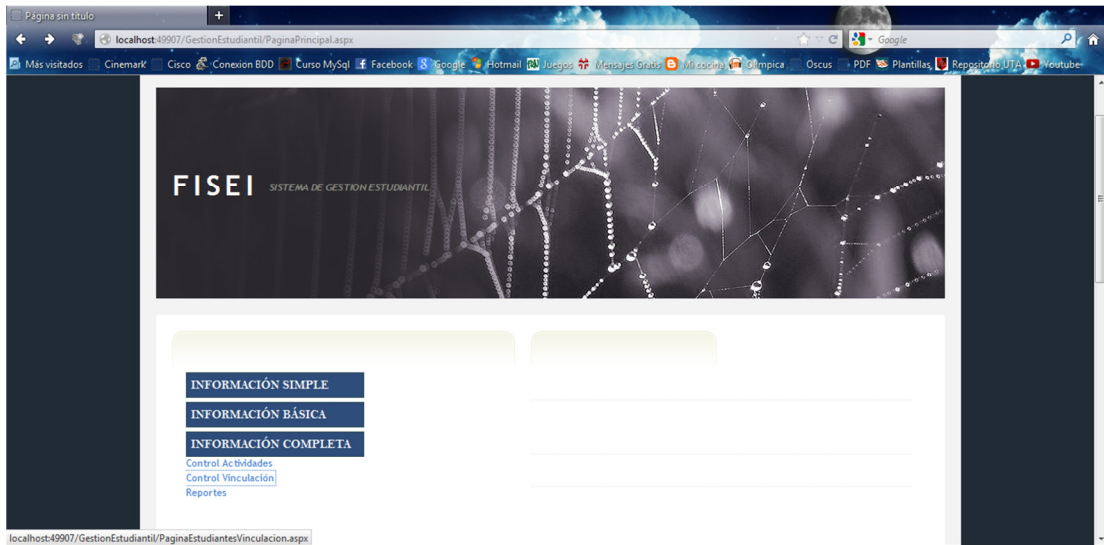 Página sin título
localhost:49907/GestionEstudiantil/PaginaPrincipal.aspx
Google
Más visitados Cinemark Cisco Conexion BDD Curso MySql Facebook Google Hotmail Juegos Mensajes Gratis Mi cocina Olimpica Oscus PDF Plantillas Repositorio UTA Youtube
FISEI SISTEMA DE GESTION ESTUDIANTIL
INFORMACIÓN SIMPLE
INFORMACIÓN BÁSICA
INFORMACIÓN COMPLETA
Control Actividades
Control Vinculación
Reportes
localhost:49907/GestionEstudiantil/PaginaEstudiantesVinculacion.aspx